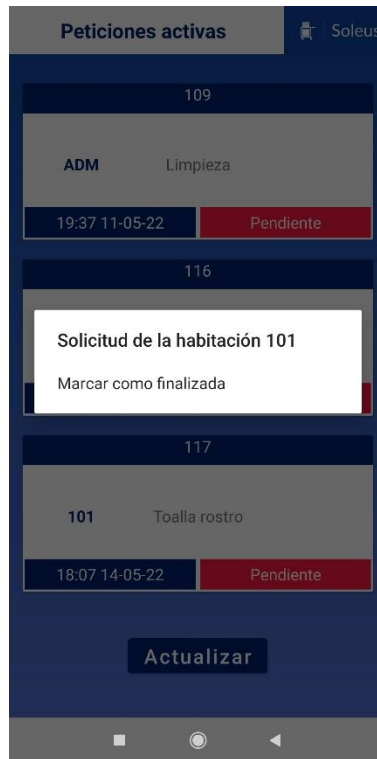 Peticiones activas
Soleus
109
ADM Limpieza
19:37 11-05-22 Pendiente
116
Solicitud de la habitación 101
Marcar como finalizada
117
101 Toalla rostro
18:07 14-05-22 Pendiente
Actualizar